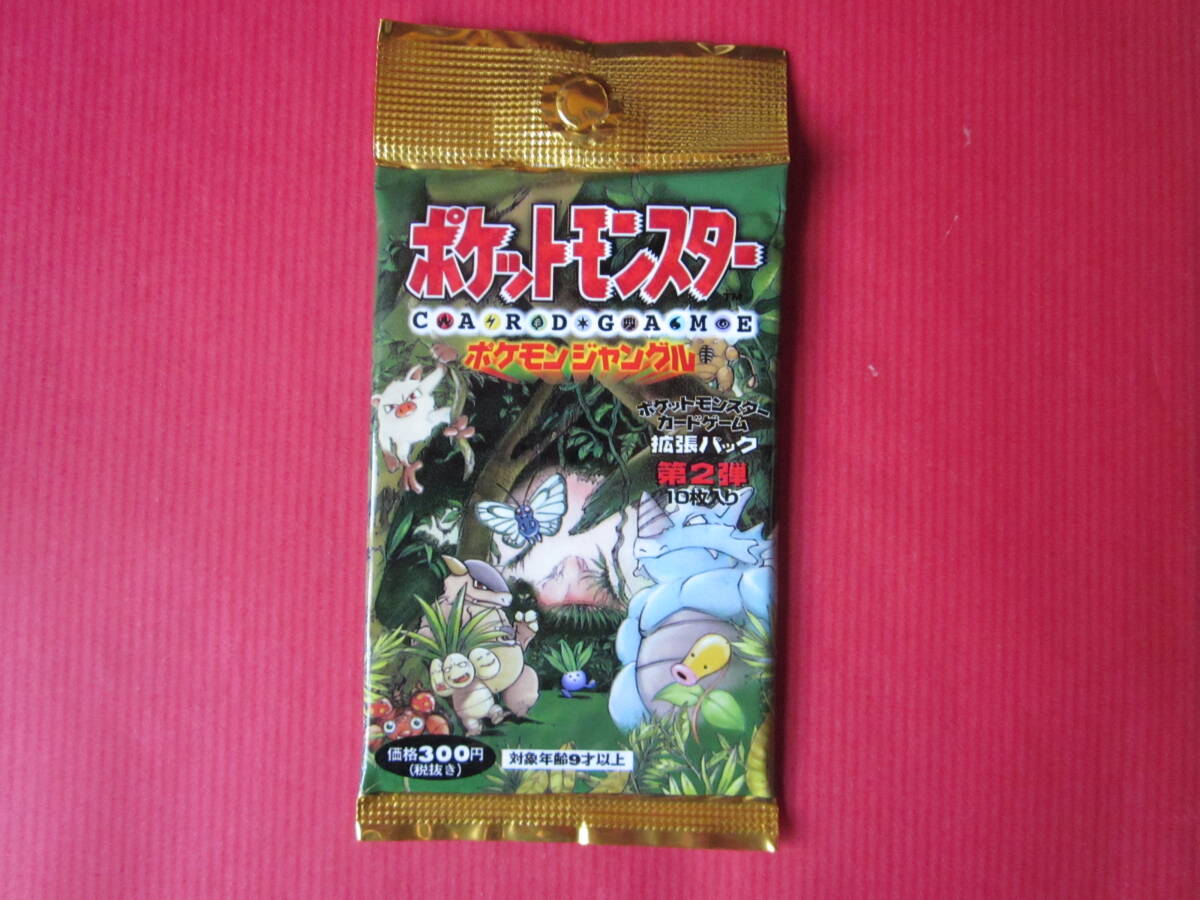 ポケットモンスター
TM
CARDGAME
ポケモンジャングル
ポケットモンスター
カードゲーム
拡張パック
第2弾
10枚入り
価格300円
(税抜き)
対象年齢9才以上